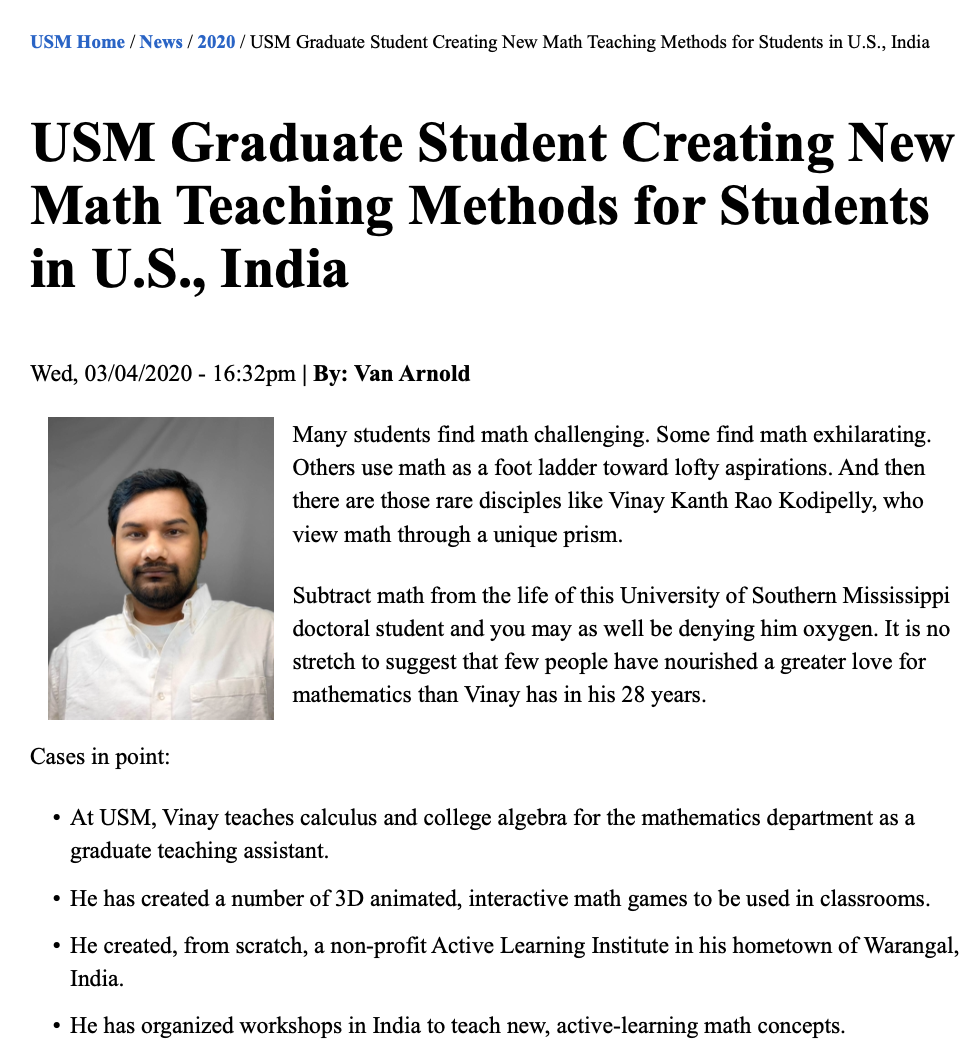 USM Home / News / 2020 / USM Graduate Student Creating New Math Teaching Methods for Students in U.S., India
USM Graduate Student Creating New
Math Teaching Methods for Students
in U.S., India
Wed, 03/04/2020 - 16:32pm | By: Van Arnold
Many students find math challenging. Some find math exhilarating.
Others use math as a foot ladder toward lofty aspirations. And then
there are those rare disciples like Vinay Kanth Rao Kodipelly, who
view math through a unique prism.
Subtract math from the life of this University of Southern Mississippi
doctoral student and you may as well be denying him oxygen. It is no
stretch to suggest that few people have nourished a greater love for
mathematics than Vinay has in his 28 years.
Cases in point:
• At USM, Vinay teaches calculus and college algebra for the mathematics department as a
graduate teaching assistant.
• He has created a number of 3D animated, interactive math games to be used in classrooms.
• He created, from scratch, a non-profit Active Learning Institute in his hometown of Warangal,
India.
• He has organized workshops in India to teach new, active-learning math concepts.